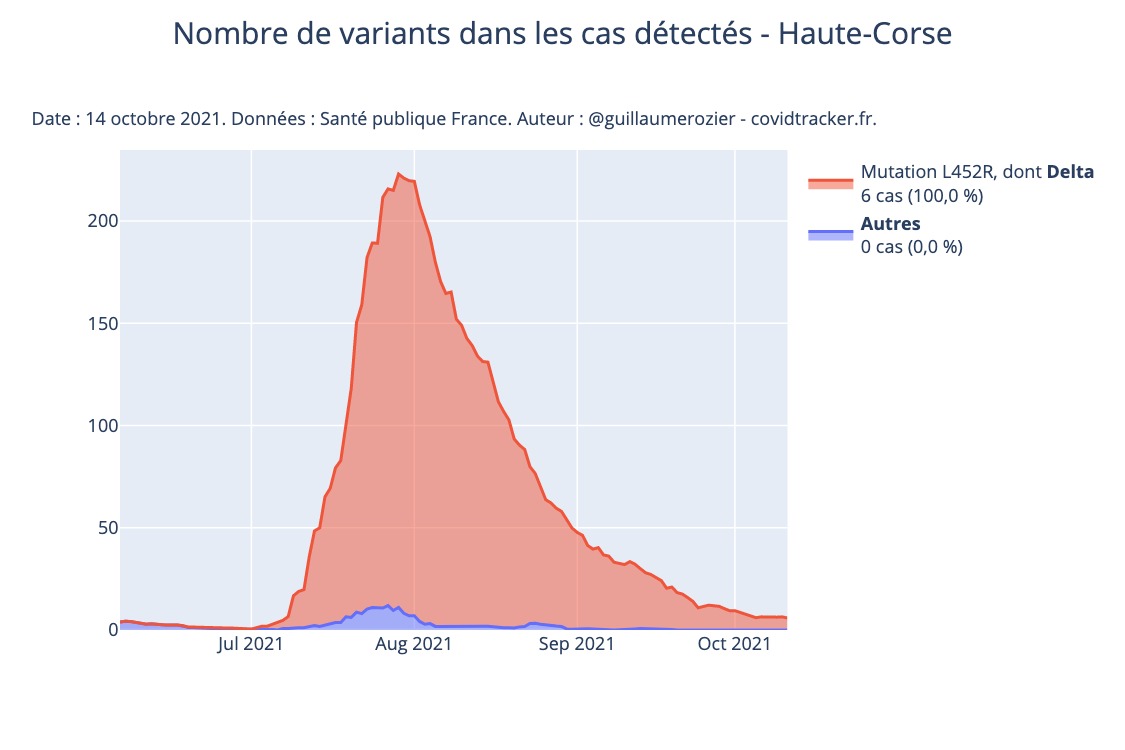 Nombre de variants dans les cas détectés - Haute-Corse
Date : 14 octobre 2021. Données : Santé publique France. Auteur : @guillaumerozier - covidtracker.fr.
Mutation L452R, dont Delta
6 cas (100,0 %)
Autres
0 cas (0,0 %)
200
150
100
50
0
Jul 2021
Aug 2021
Sep 2021
Oct 2021